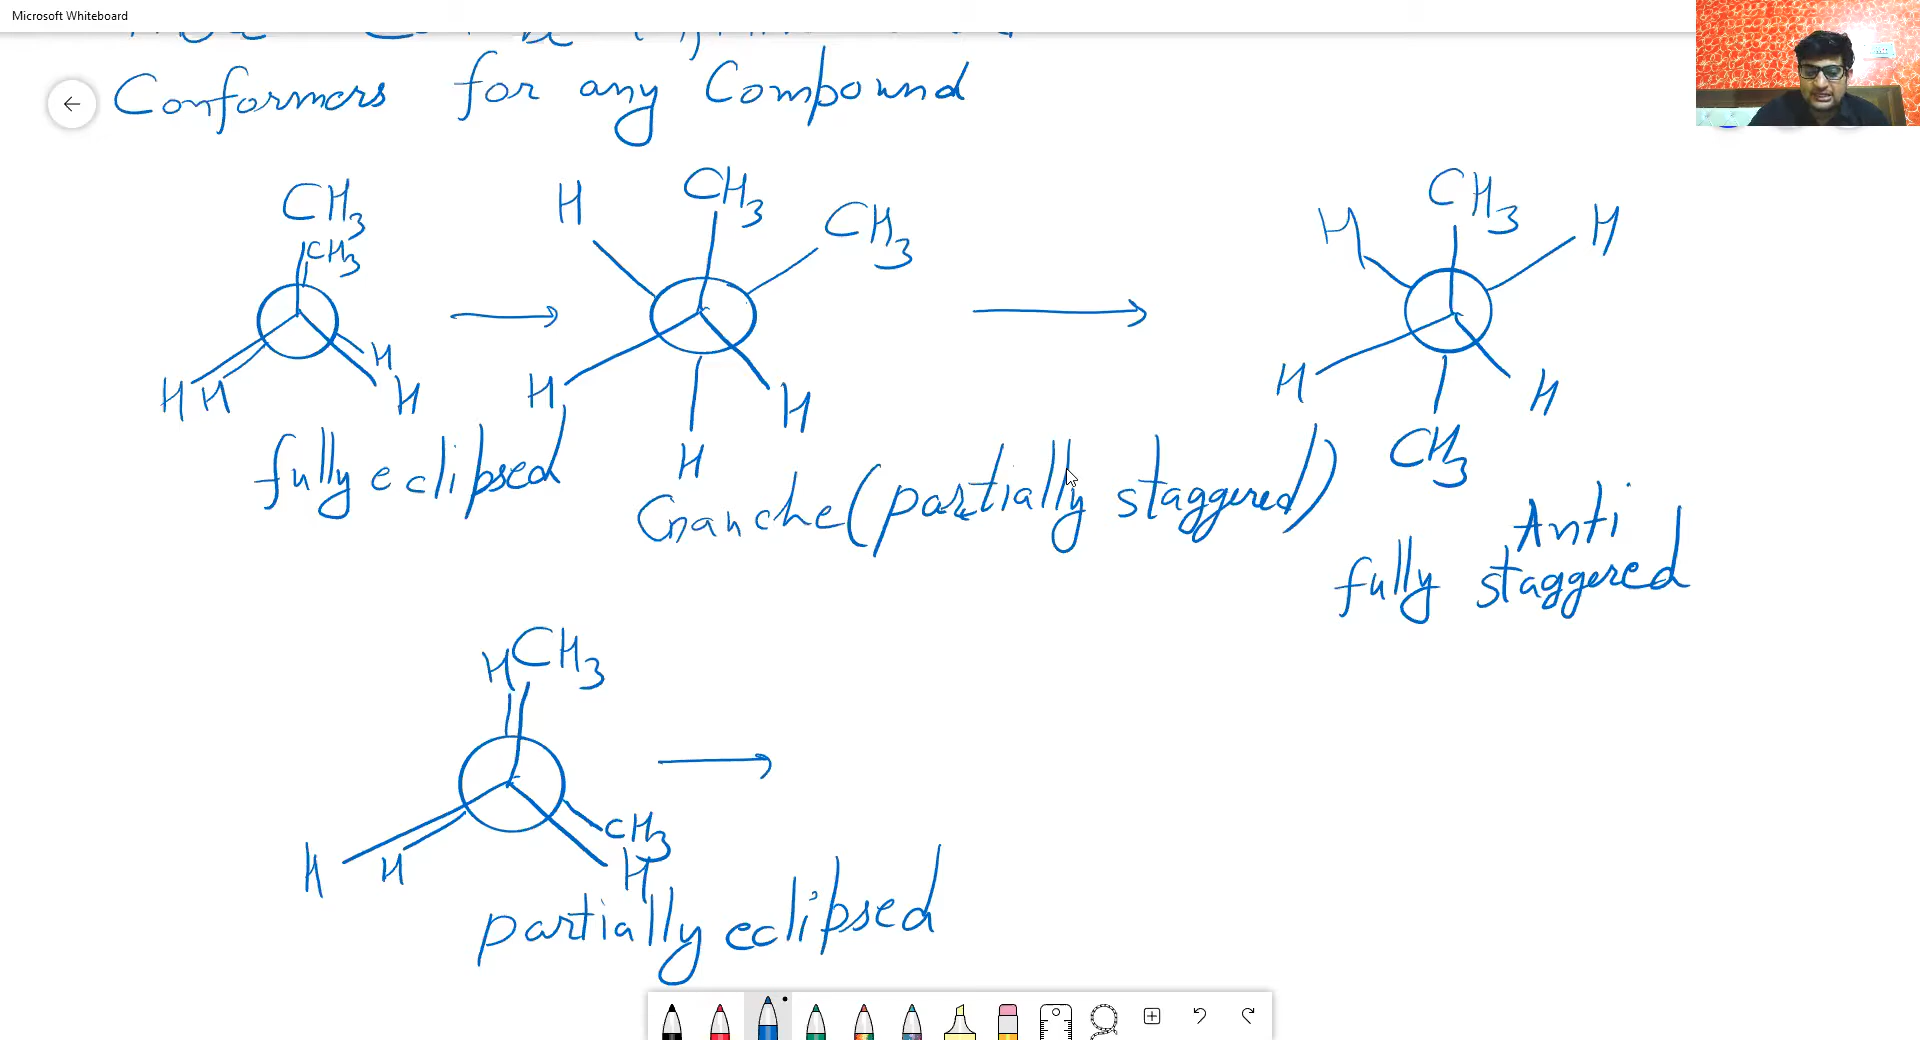 Microsoft Whiteboard
Conformers for any Compound
CH3
CH3
H H
H
H
fully eclipsed
H CH3 CH3
H H
H
Gauche (partially staggered)
H CH3 H
H H
CH3
Anti
fully staggered
H CH3
H H
CH3
H
partially eclipsed